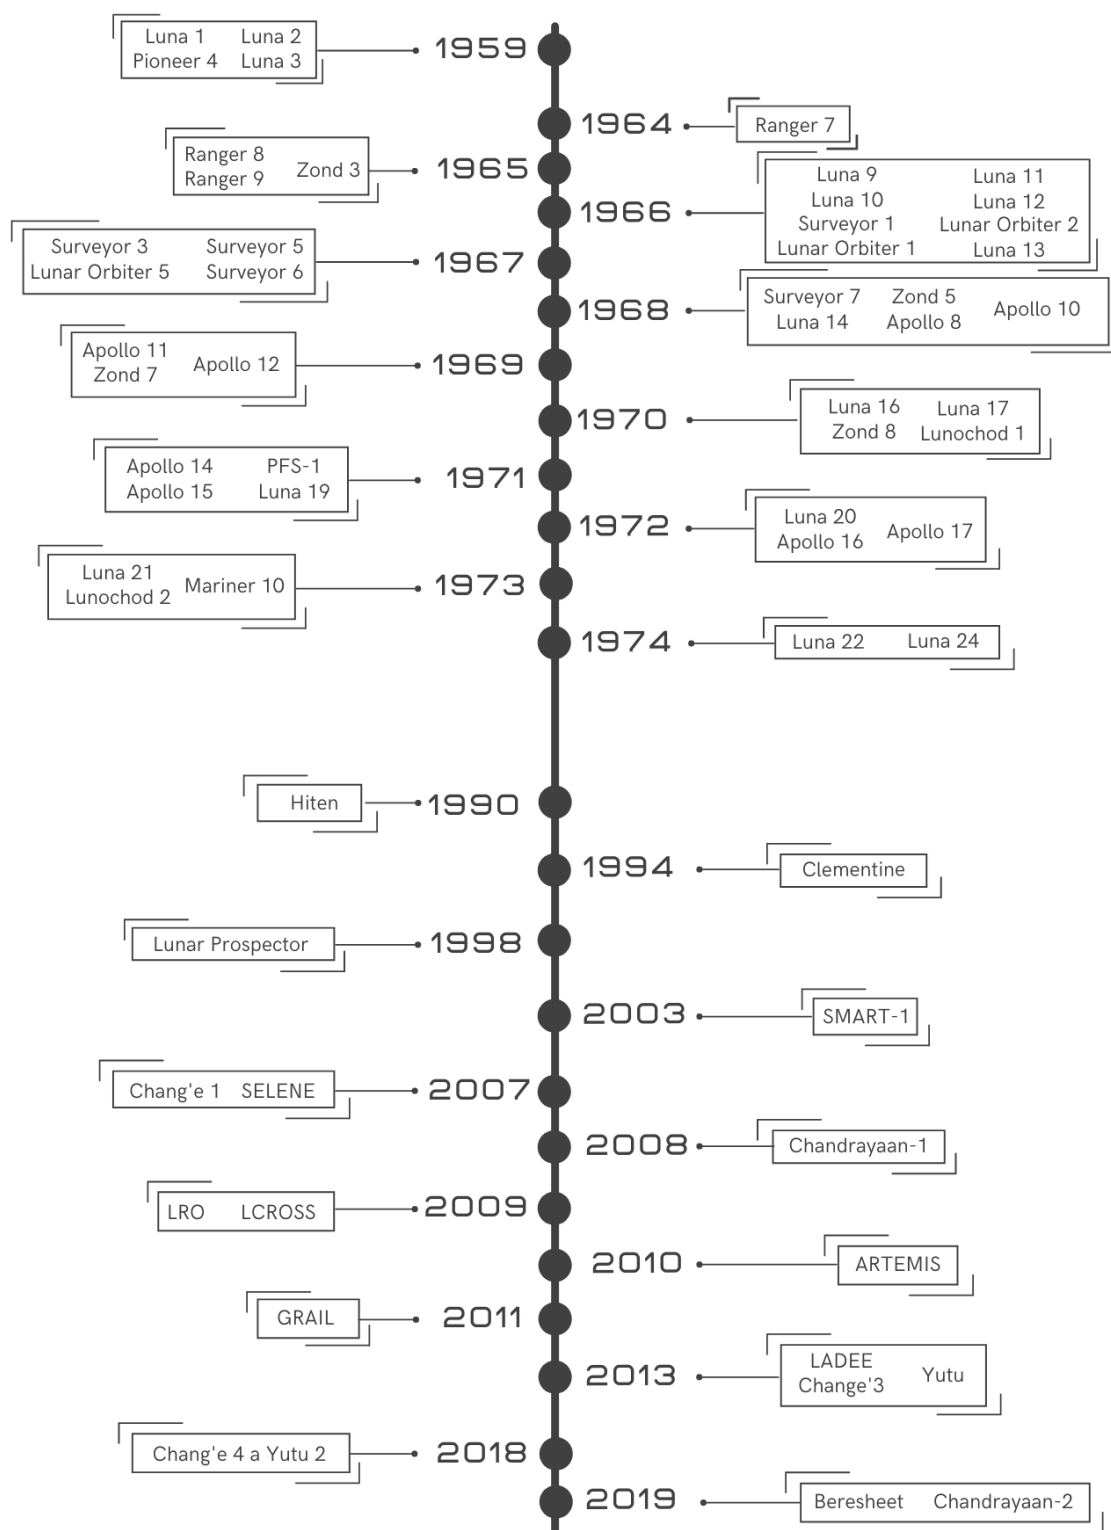 Luna 1 Luna 2
Pioneer 4 Luna 3
1959
1964
Ranger 7
Ranger 8
Ranger 9
Zond 3
1965
1966
Luna 9
Luna 10
Surveyor 1
Lunar Orbiter 1
Luna 11
Luna 12
Lunar Orbiter 2
Luna 13
Surveyor 3
Lunar Orbiter 5
Surveyor 5
Surveyor 6
1967
1968
Surveyor 7
Luna 14
Zond 5
Apollo 8
Apollo 10
Apollo 11
Zond 7
Apollo 12
1969
1970
Luna 16
Zond 8
Luna 17
Lunochod 1
Apollo 14
Apollo 15
PFS-1
Luna 19
1971
1972
Luna 20
Apollo 16
Apollo 17
Luna 21
Lunochod 2
Mariner 10
1973
1974
Luna 22 Luna 24
Hiten
1990
1994
Clementine
Lunar Prospector
1998
2003
SMART-1
Chang'e 1 SELENE
2007
2008
Chandrayaan-1
LRO LCROSS
2009
2010
ARTEMIS
GRAIL
2011
2013
LADEE
Change'3
Yutu
Chang'e 4 a Yutu 2
2018
2019
Beresheet Chandrayaan-2